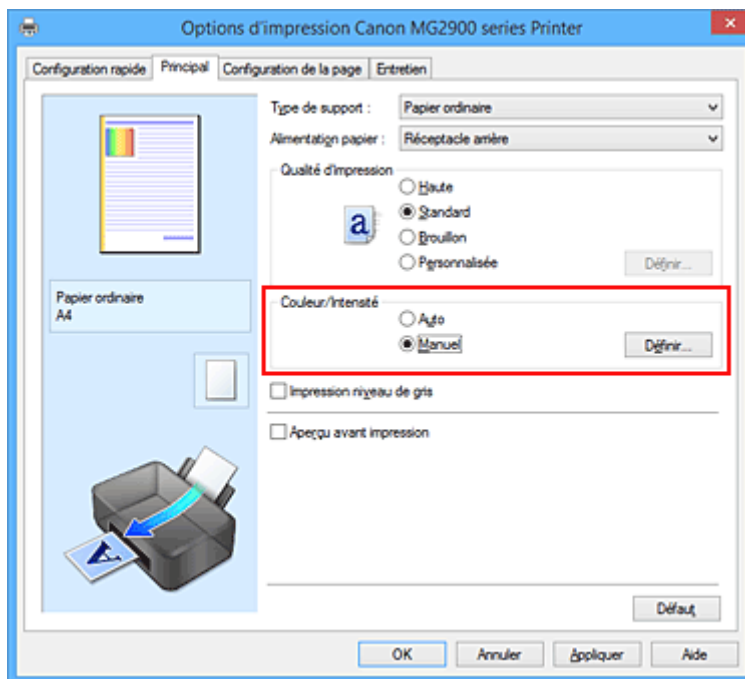 Options d'impression Canon MG2900 series Printer
Configuration rapide Principal Configuration de la page Entretien
Type de support : Papier ordinaire
Alimentation papier : Réceptacle arrière
Qualité d'impression
Haute
Standard
Brouillon
Personnalisée Définir...
Papier ordinaire
A4
Couleur/Intensité
Auto
Manuel Définir...
Impression niveau de gris
Aperçu avant impression
Défaut
OK Annuler Appliquer Aide